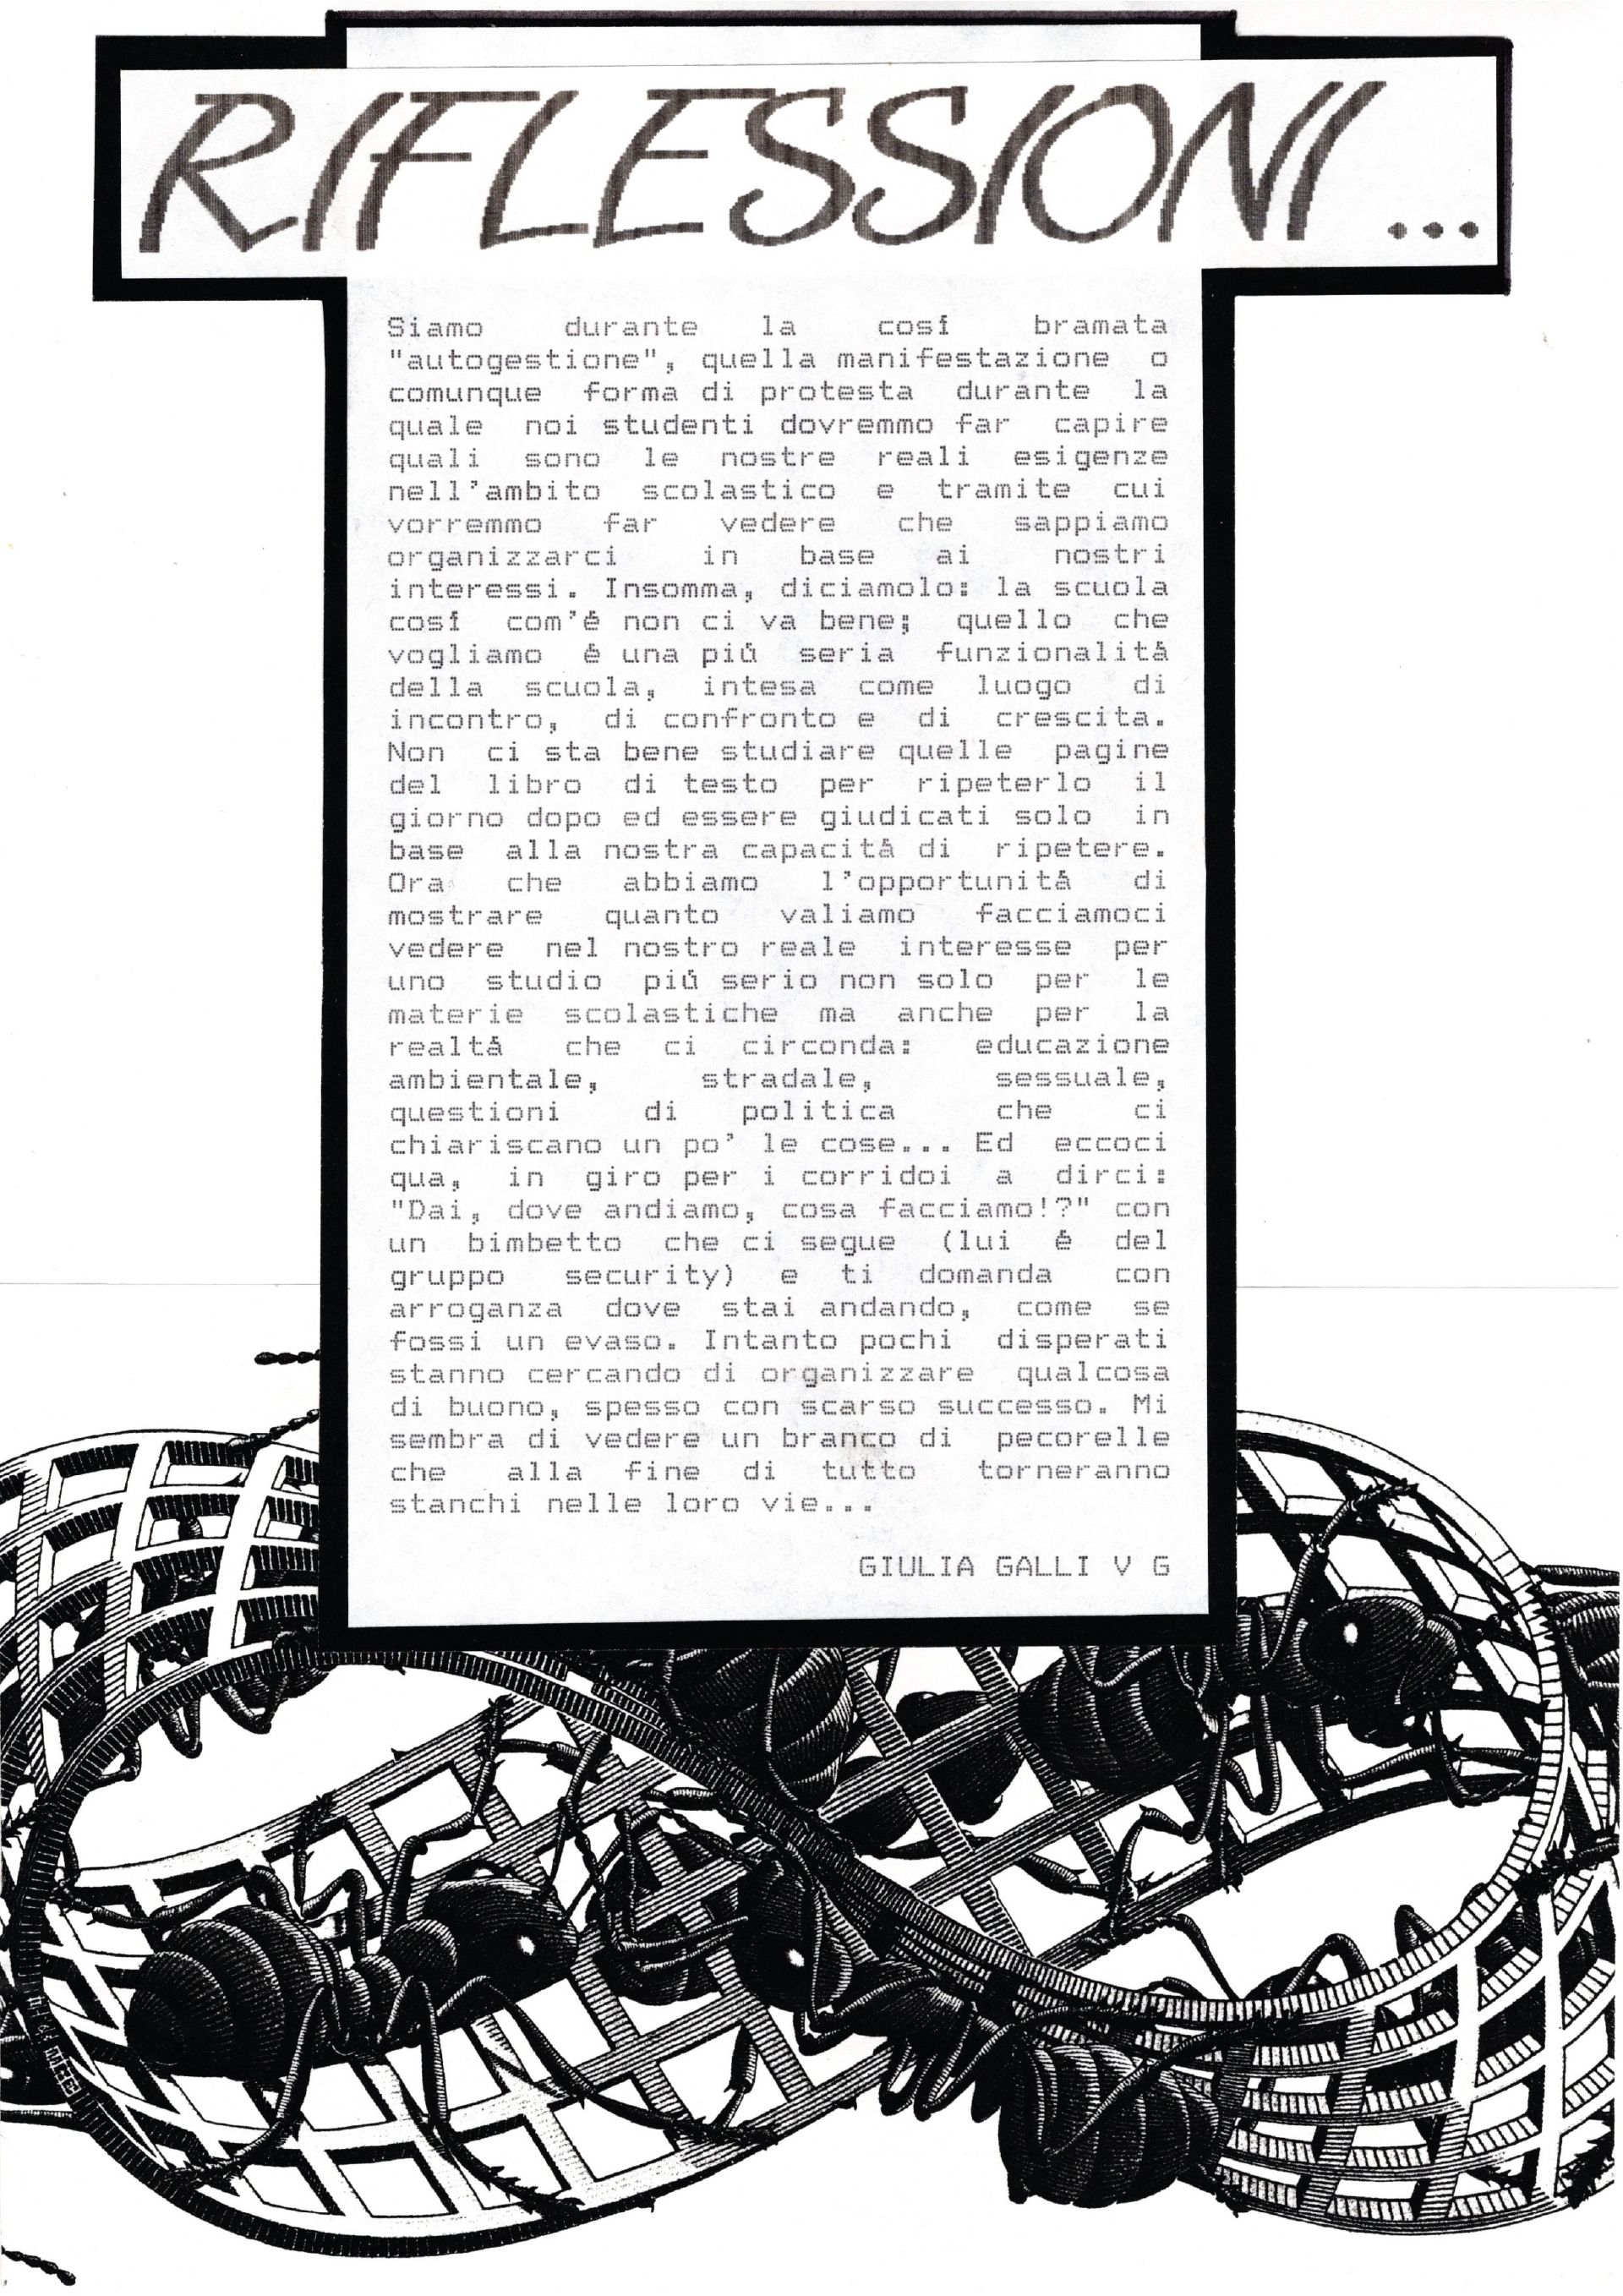 RIFLESSIONI...
Siamo durante la così bramata
"autogestione", quella manifestazione o
comunque forma di protesta durante la
quale noi studenti dovremmo far capire
quali sono le nostre reali esigenze
nell'ambito scolastico e tramite cui
vorremmo far vedere che sappiamo
organizzarci in base ai nostri
interessi. Insomma, diciamolo: la scuola
così com'é non ci va bene; quello che
vogliamo é una più seria funzionalità
della scuola, intesa come luogo di
incontro, di confronto e di crescita.
Non ci sta bene studiare quelle pagine
del libro di testo per ripeterlo il
giorno dopo ed essere giudicati solo in
base alla nostra capacità di ripetere.
Ora che abbiamo l'opportunità di
mostrare quanto valiamo facciamoci
vedere nel nostro reale interesse per
uno studio più serio non solo per le
materie scolastiche ma anche per la
realtà che ci circonda: educazione
ambientale, stradale, sessuale,
questioni di politica che ci
chiariscano un po' le cose... Ed eccoci
qua, in giro per i corridoi a dirci:
"Dai, dove andiamo, cosa facciamo!?" con
un bimbetto che ci segue (lui é del
gruppo security) e ti domanda con
arroganza dove stai andando, come se
fossi un evaso. Intanto pochi disperati
stanno cercando di organizzare qualcosa
di buono, spesso con scarso successo. Mi
sembra di vedere un branco di pecorelle
che alla fine di tutto torneranno
stanchi nelle loro vie...
GIULIA GALLI V G